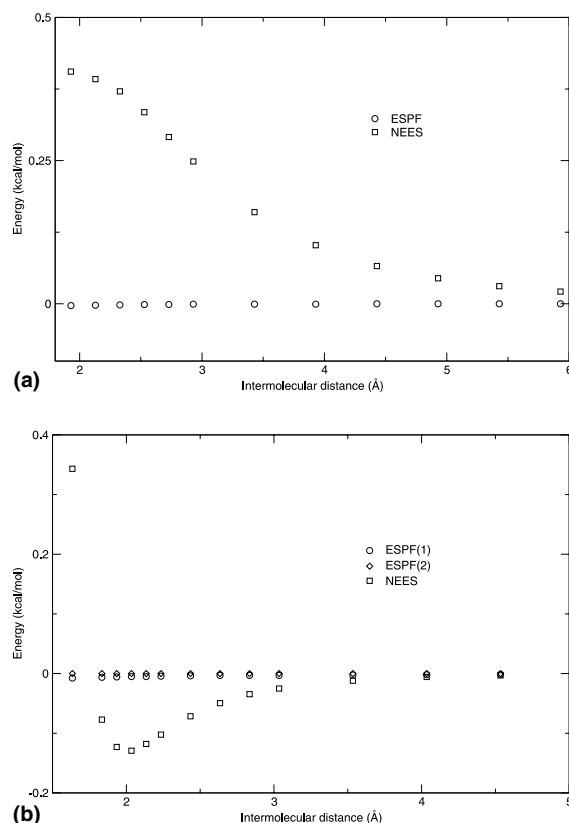 0.5
0.25
0
Energy (kcal/mol)
ESPF
NEES
2
3
4
5
6
Intermolecular distance (Å)
(a)
0.4
0.2
0
-0.2
Energy (kcal/mol)
ESPF(1)
ESPF(2)
NEES
2
3
4
5
Intermolecular distance (Å)
(b)